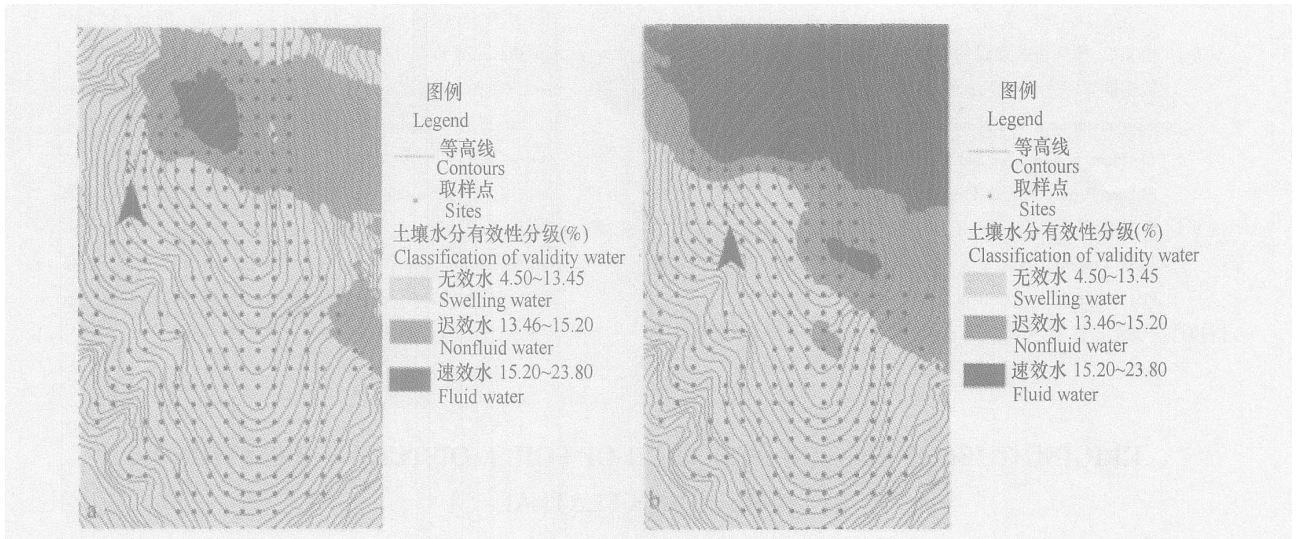 N
a
图例
Legend
等高线
Contours
取样点
Sites
土壤水分有效性分级(%)
Classification of validity water
无效水 4.50~13.45
Swelling water
迟效水 13.46~15.20
Nonfluid water
速效水 15.20~23.80
Fluid water
N
b
图例
Legend
等高线
Contours
取样点
Sites
土壤水分有效性分级(%)
Classification of validity water
无效水 4.50~13.45
Swelling water
迟效水 13.46~15.20
Nonfluid water
速效水 15.20~23.80
Fluid water